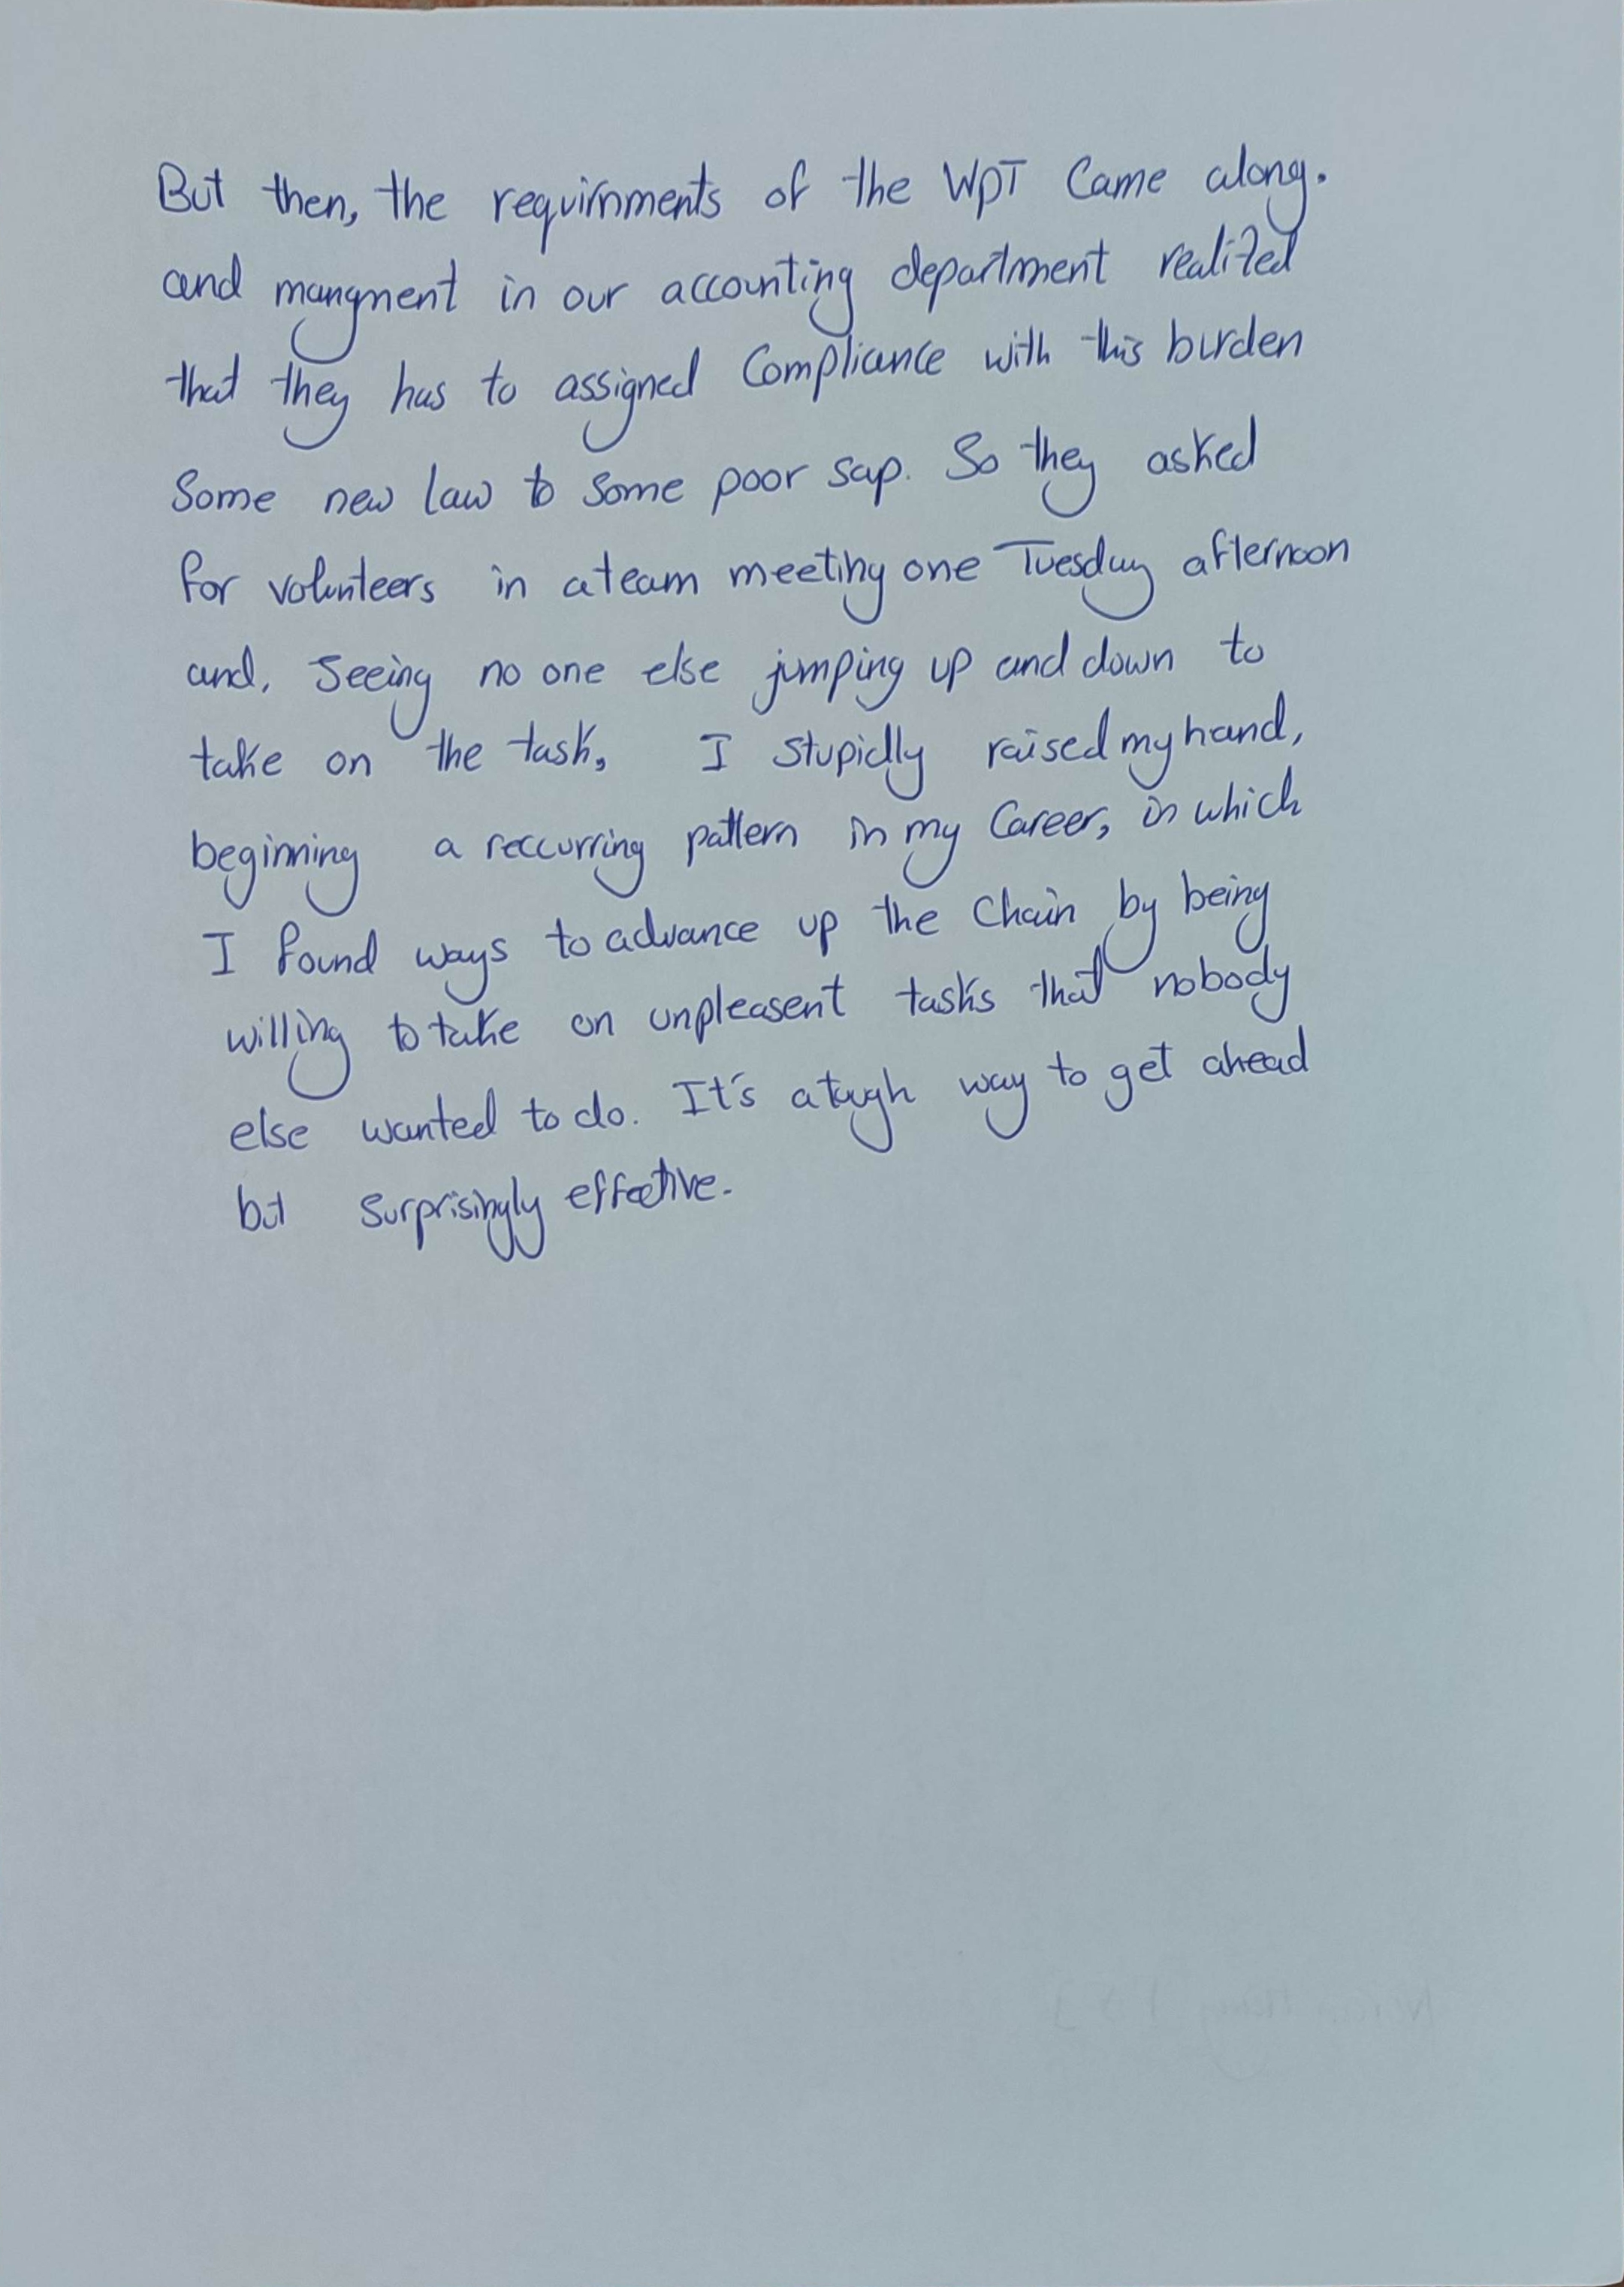 But then, the requirnments of the WPT Came along.
and mangment in our accounting department realized
that they has to assigned Compliance with this burden
Some new law to some poor sap. So they asked
for volunteers in a team meeting one Tuesday afternoon
and, Seeing no one else jumping up and down to
take on the task, I stupidly raised my hand,
beginning a reccurring pattern in my Career, in which
I found ways to advance up the Chain by being
willing to take on unpleasent tasks that nobody
else wanted to do. It's a tough way to get ahead
but surprisingly effective.